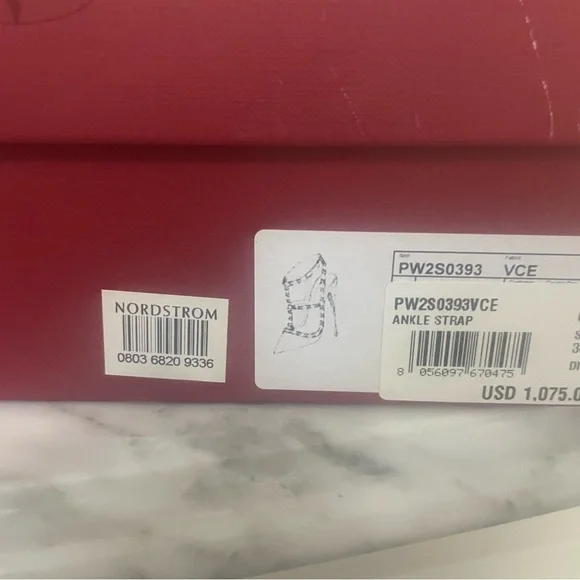 NORDSTROM
0803 6820 9336
PW2S0393 VCE
PW2S0393VCE
ANKLE STRAP
8 056097 670475
USD 1,075.0